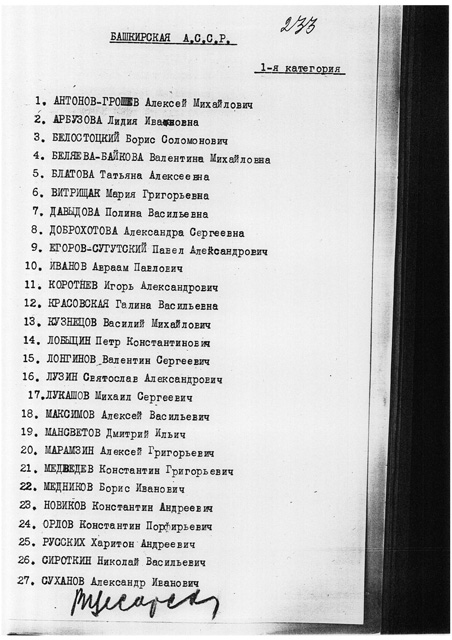 233
БАШКИРСКАЯ А.С.С.Р.
1-я категория
1. АНТОНОВ-ГРОШЕВ Алексей Михайлович
2. АРБУЗОВА Лидия Ивановна
3. БЕЛОСТОЦКИЙ Борис Соломонович
4. БЕЛЯЕВА-БАЙКОВА Валентина Михайловна
5. БЛАТОВА Татьяна Алексеевна
6. ВИТРИЩАК Мария Григорьевна
7. ДАВЫДОВА Полина Васильевна
8. ДОБРОХОТОВА Александра Сергеевна
9. ЕГОРОВ-СУГУТСКИЙ Павел Александрович
10. ИВАНОВ Авраам Павлович
11. КОРОТНЕВ Игорь Александрович
12. КРАСОВСКАЯ Галина Васильевна
13. КУЗНЕЦОВ Василий Михайлович
14. ЛОБЫЦИН Петр Константинович
15. ЛОНГИНОВ Валентин Сергеевич
16. ЛУЗИН Святослав Александрович
17. ЛУКАШОВ Михаил Сергеевич
18. МАКСИМОВ Алексей Васильевич
19. МАНСВЕТОВ Дмитрий Ильич
20. МАРАМЗИН Алексей Григорьевич
21. МЕДВЕДЕВ Константин Григорьевич
22. МЕДНИКОВ Борис Иванович
23. НОВИКОВ Константин Андреевич
24. ОРЛОВ Константин Порфирьевич
25. РУССКИХ Харитон Андреевич
26. СИРОТКИН Николай Васильевич
27. СУХАНОВ Александр Иванович